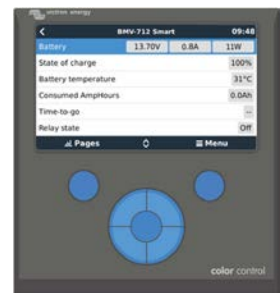 victron energy
BMV-712 Smart 09:48
Battery 13.70V 0.8A 11W
State of charge 100%
Battery temperature 31°C
Consumed AmpHours 0.0Ah
Time-to-go --
Relay state Off
Pages Menu
color control